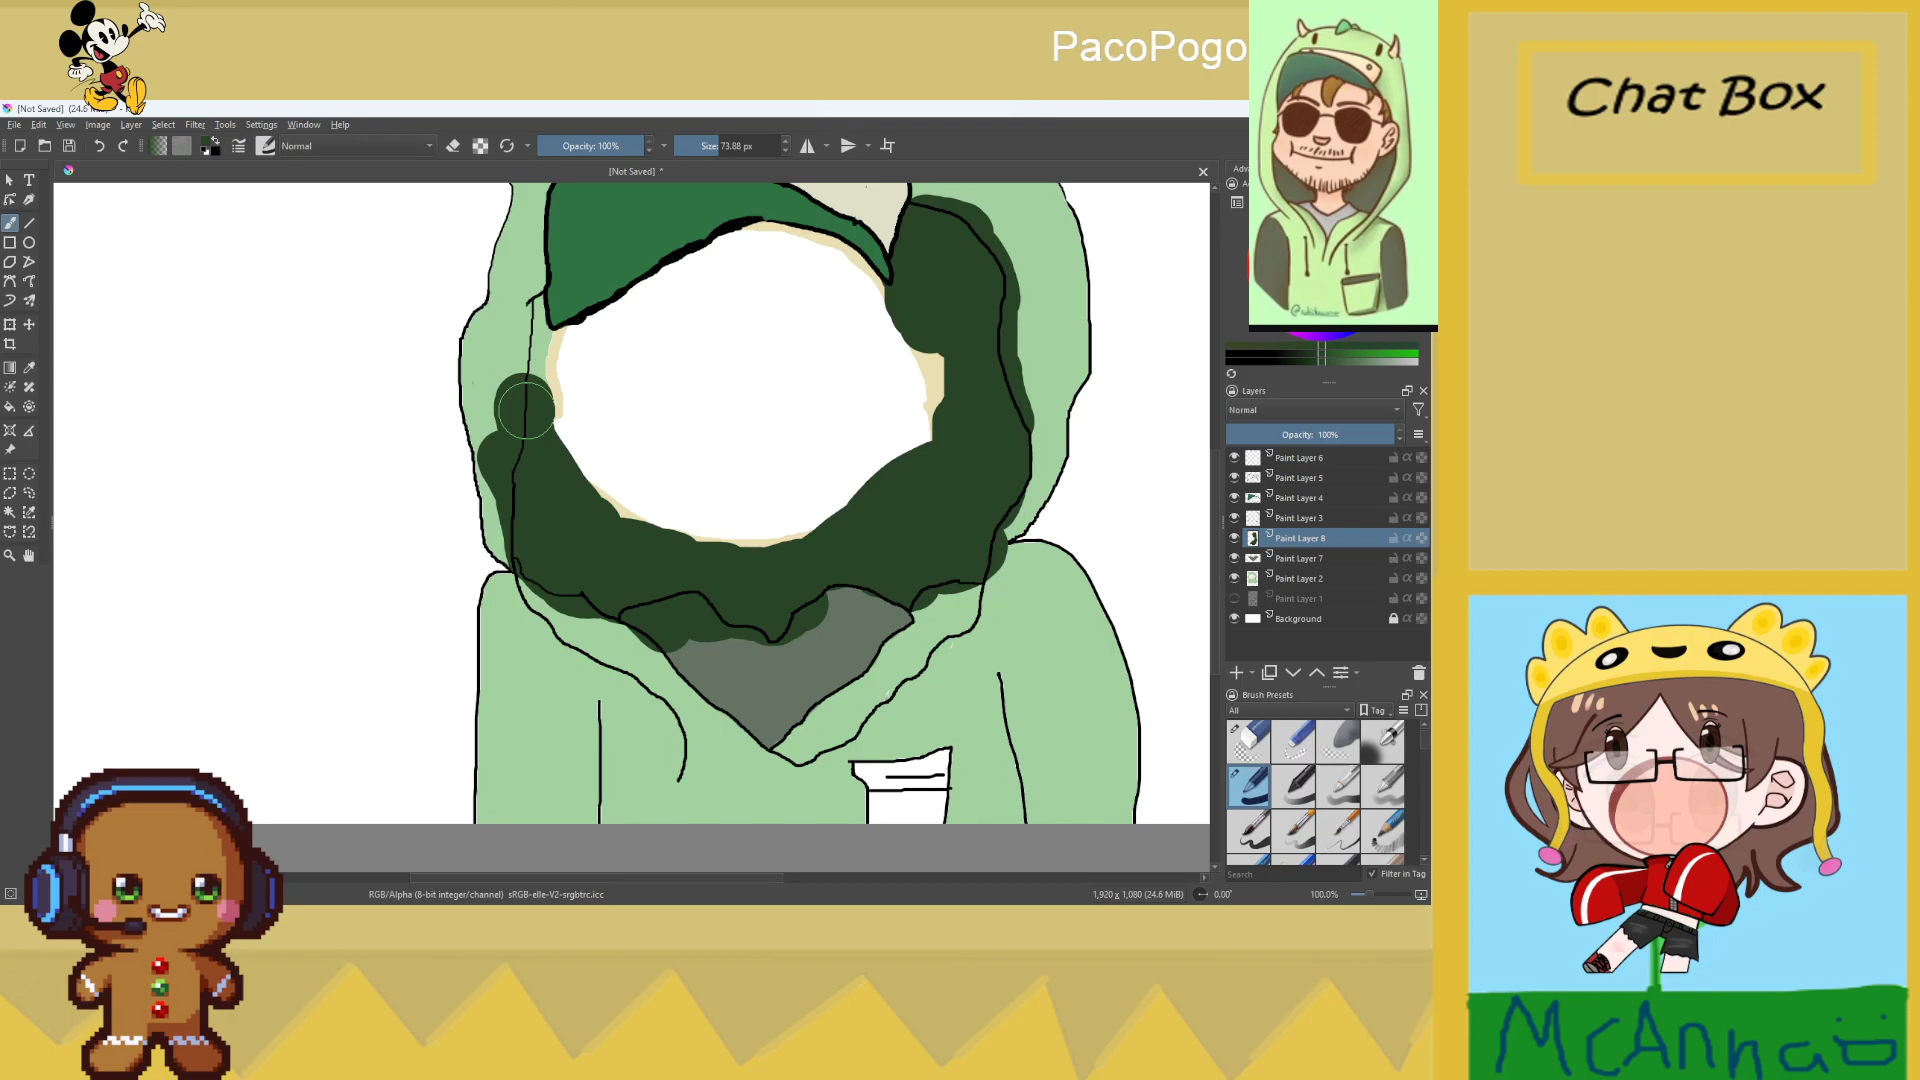 PacoPogo
Chat Box
[Not Saved] (24.6 M
File Edit View Image Layer Select Filter Tools Settings Window Help
Normal
Opacity: 100%
Size: 73.88 px
[Not Saved] *
Adva
Layers
Normal
Opacity: 100%
Paint Layer 6
Paint Layer 5
Paint Layer 4
Paint Layer 3
Paint Layer 8
Paint Layer 7
Paint Layer 2
Paint Layer 1
Background
Brush Presets
All
Tag
Search
Filter in Tag
RGB/Alpha (8-bit integer/channel) sRGB-elle-V2-srgbtrc.icc
1,920 x 1,080 (24.6 MiB)
0.00°
100.0%
McAnna